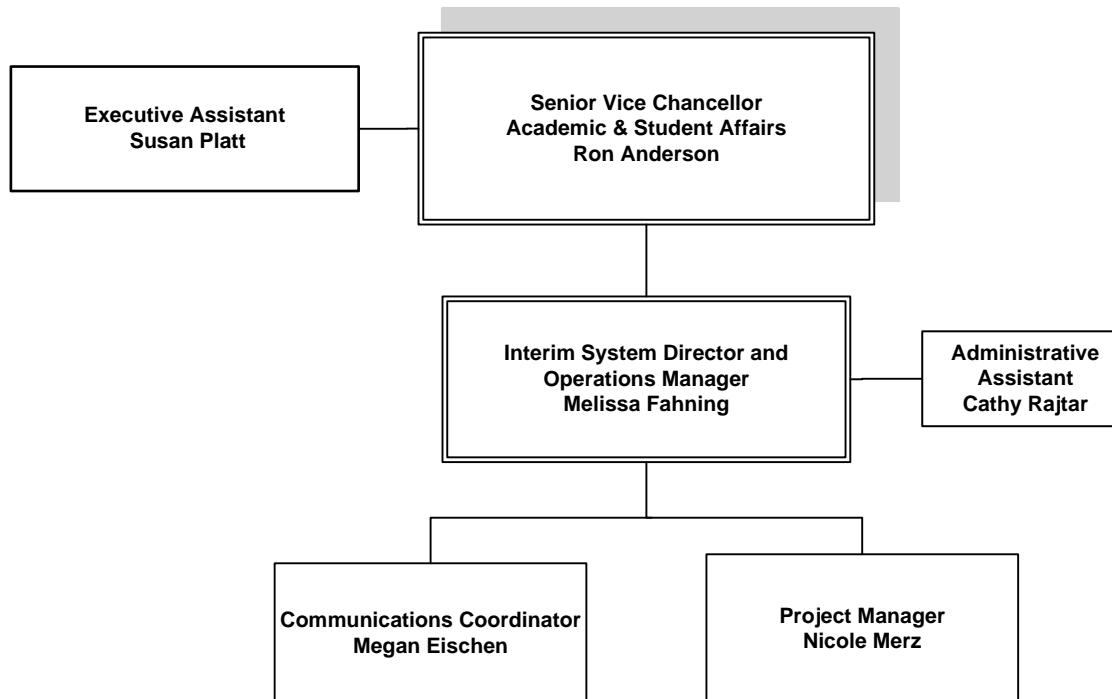 Executive Assistant
Susan Platt
Senior Vice Chancellor
Academic & Student Affairs
Ron Anderson
Interim System Director and
Operations Manager
Melissa Fahning
Administrative
Assistant
Cathy Rajtar
Communications Coordinator
Megan Eischen
Project Manager
Nicole Merz